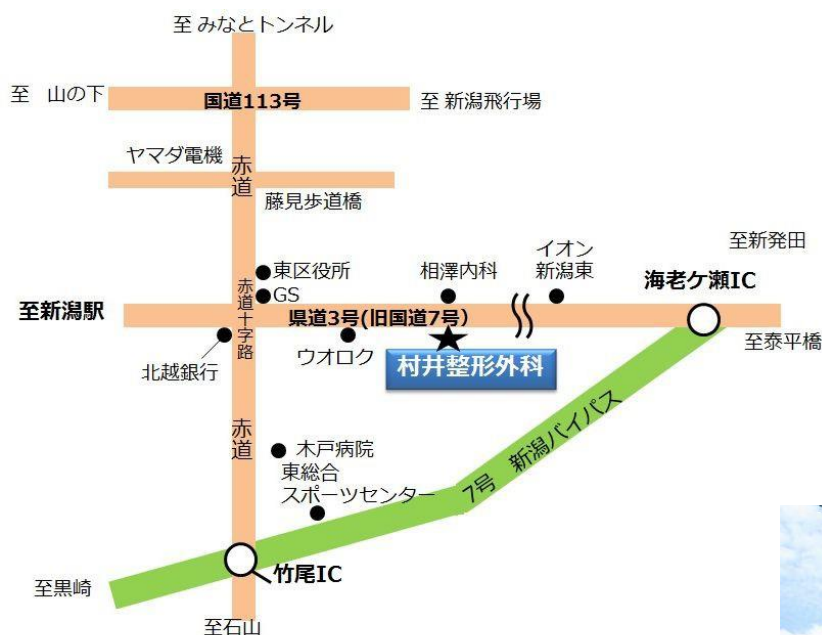 至 みなとトンネル
至　山の下
国道113号
至 新潟飛行場
ヤマダ電機
赤道
藤見歩道橋
至新発田
イオン
新潟東
東区役所
相澤内科
海老ケ瀬IC
GS
至新潟駅
赤道十字路
県道3号(旧国道7号)
至泰平橋
北越銀行
ウオロク
村井整形外科
赤道
木戸病院
東総合
スポーツセンター
7号　新潟バイパス
竹尾IC
至黒崎
至石山